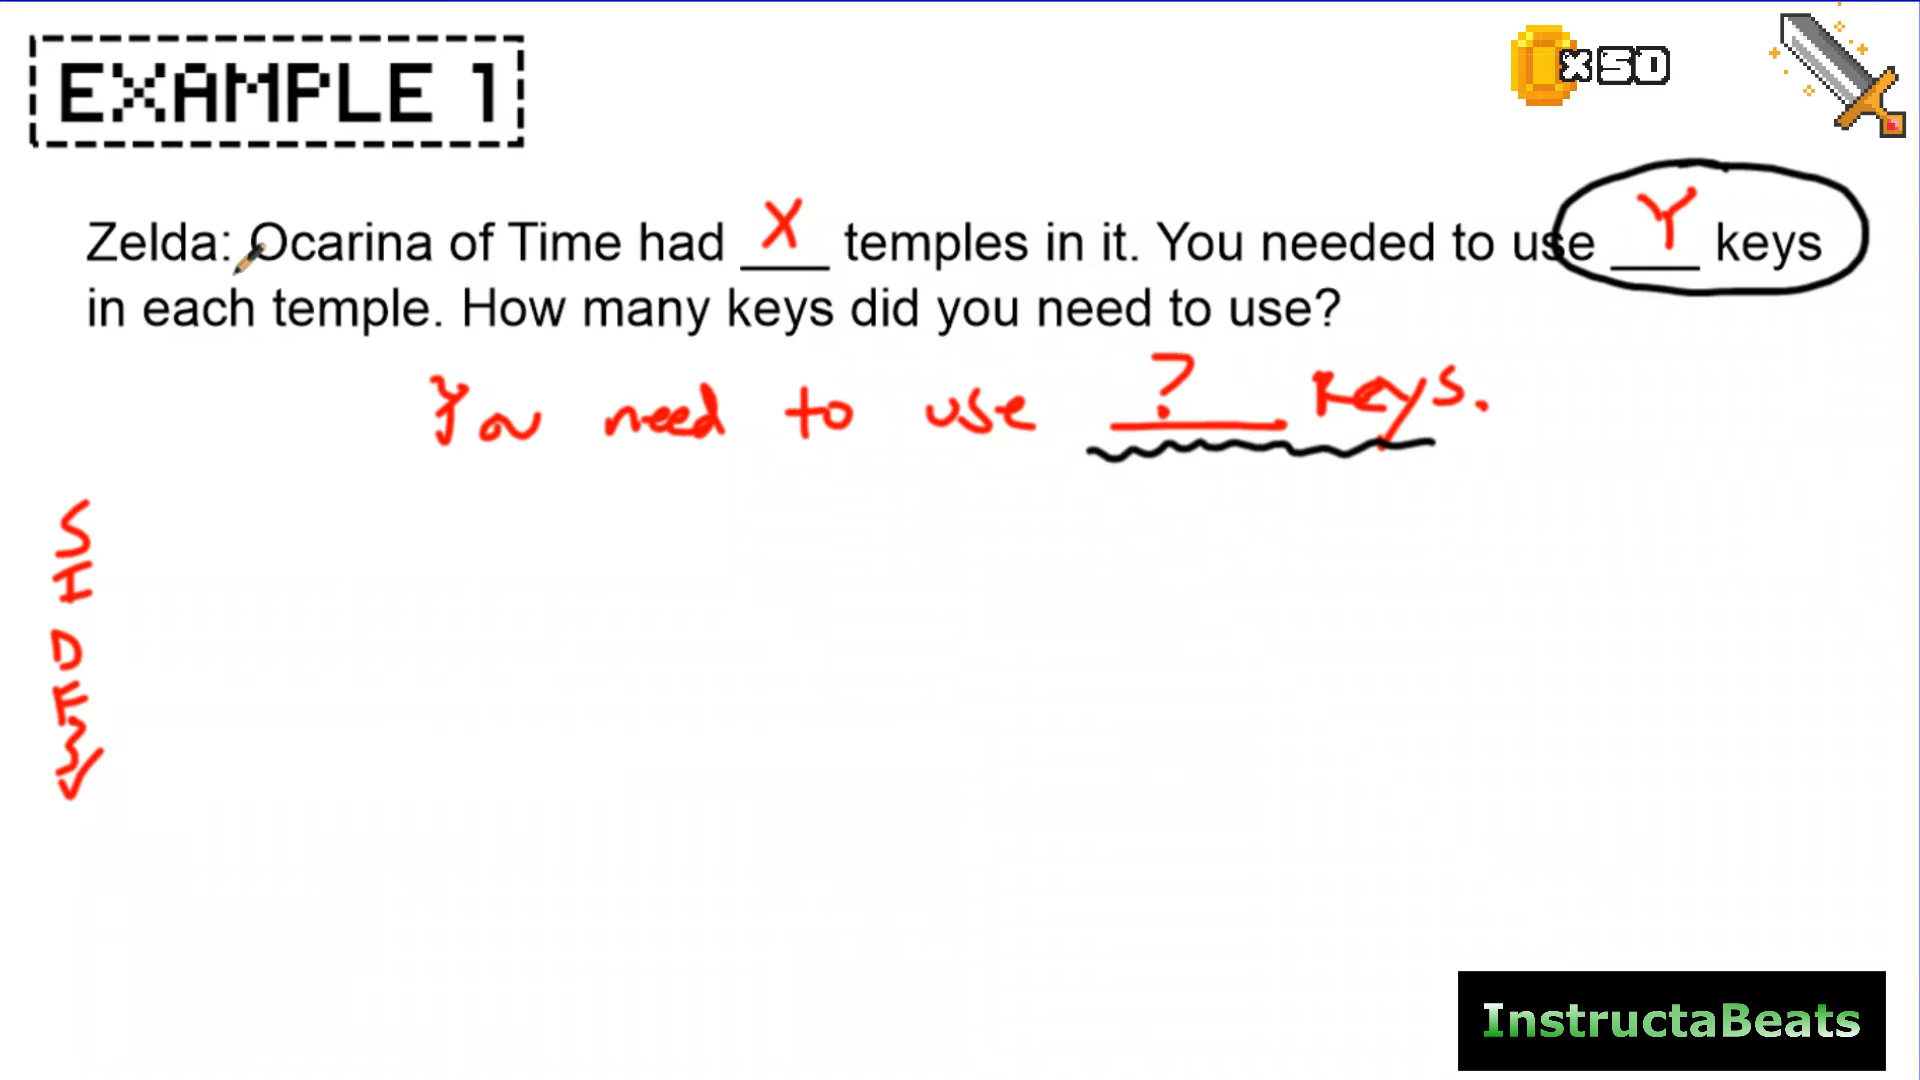 EXAMPLE 1
x50
Zelda: Ocarina of Time had X temples in it. You needed to use Y keys
in each temple. How many keys did you need to use?
You need to use ? keys.
S
I
D
E
S
InstructaBeats